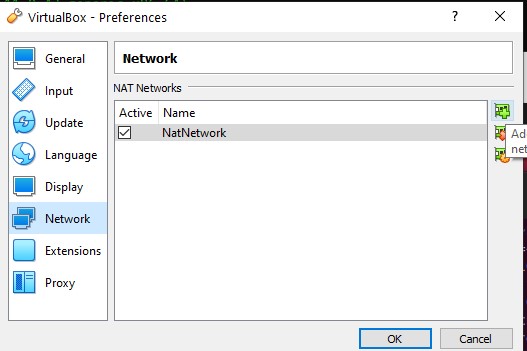 VirtualBox - Preferences
?
General
Input
Update
Language
Display
Network
Extensions
Proxy
Network
NAT Networks
Active Name
NatNetwork
Ad
net
OK Cancel